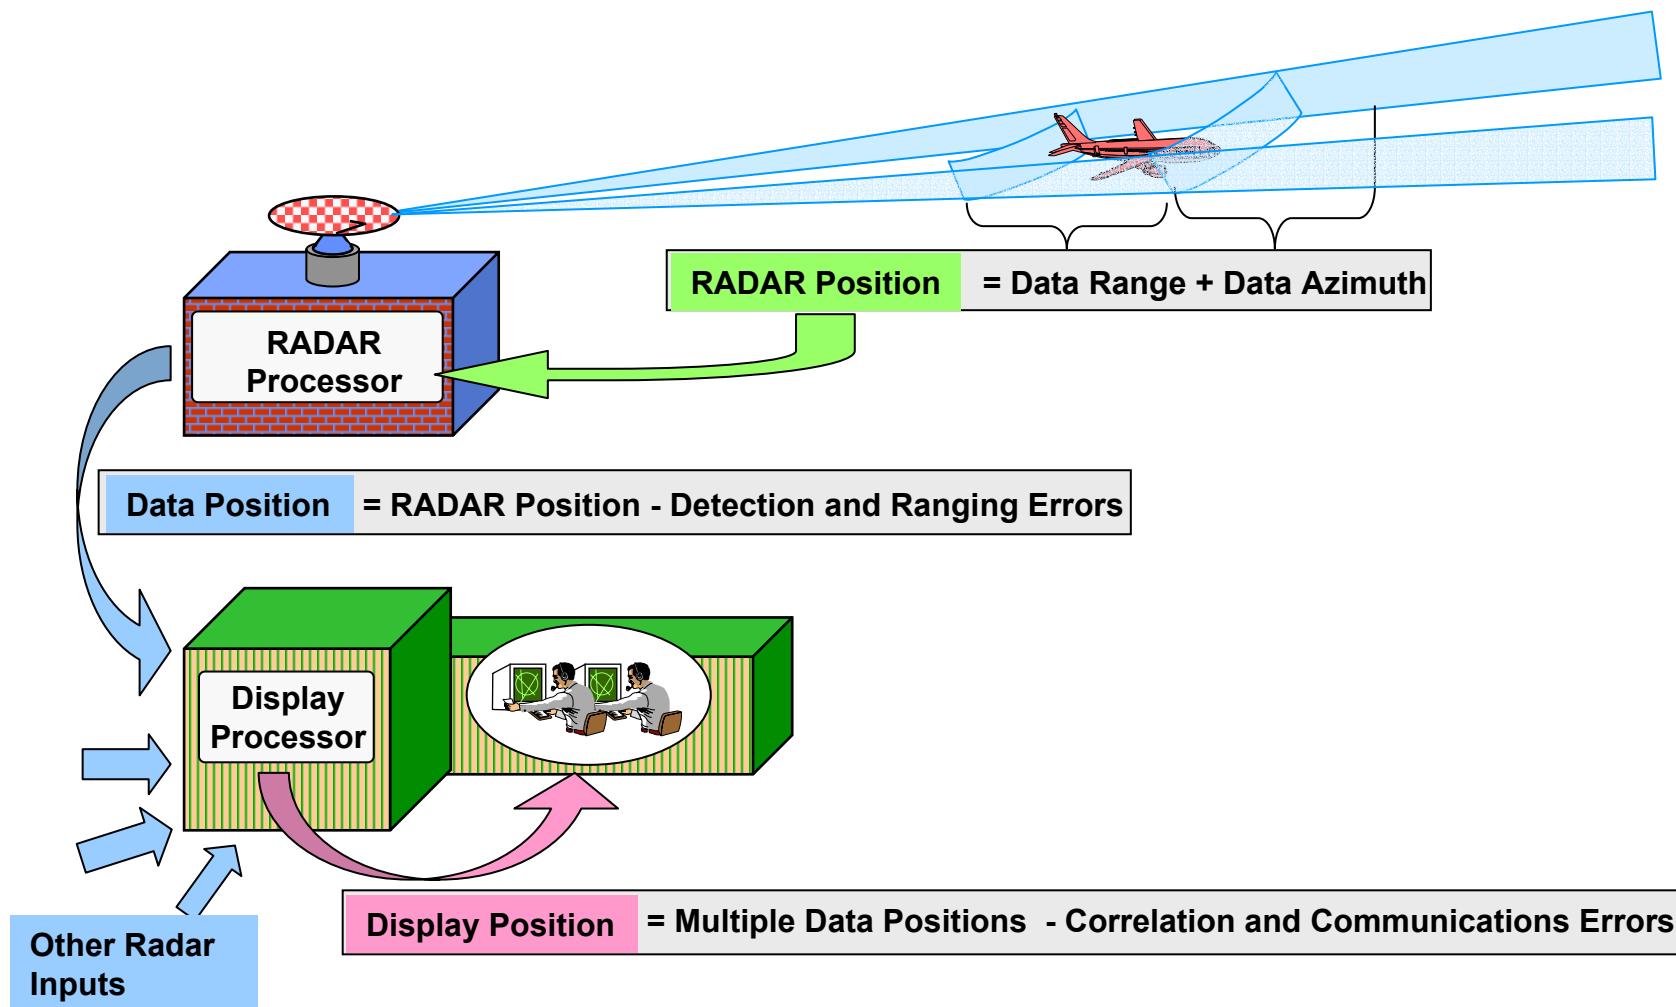 RADAR Position = Data Range + Data Azimuth
RADAR
Processor
Data Position = RADAR Position - Detection and Ranging Errors
Display
Processor
Display Position = Multiple Data Positions - Correlation and Communications Errors
Other Radar
Inputs